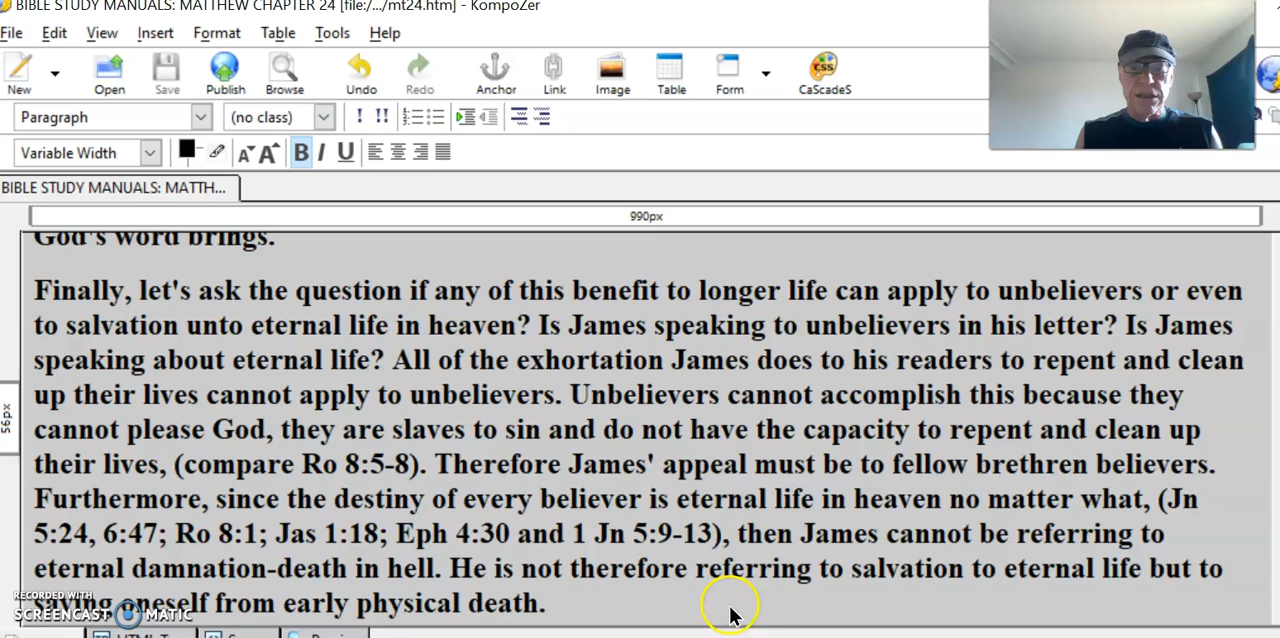 BIBLE STUDY MANUALS: MATTHEW CHAPTER 24 [file:/.../mt24.htm] - KompoZer
File Edit View Insert Format Table Tools Help
New Open Save Publish Browse Undo Redo Anchor Link Image Table Form CaScadeS
Paragraph (no class) ! !!
Variable Width A A B I U
BIBLE STUDY MANUALS: MATTH...
990px
God's word brings.
Finally, let's ask the question if any of this benefit to longer life can apply to unbelievers or even
to salvation unto eternal life in heaven? Is James speaking to unbelievers in his letter? Is James
speaking about eternal life? All of the exhortation James does to his readers to repent and clean
up their lives cannot apply to unbelievers. Unbelievers cannot accomplish this because they
56px
cannot please God, they are slaves to sin and do not have the capacity to repent and clean up
their lives, (compare Ro 8:5-8). Therefore James' appeal must be to fellow brethren believers.
Furthermore, since the destiny of every believer is eternal life in heaven no matter what, (Jn
5:24, 6:47; Ro 8:1; Jas 1:18; Eph 4:30 and 1 Jn 5:9-13), then James cannot be referring to
eternal damnation-death in hell. He is not therefore referring to salvation to eternal life but to
saving oneself from early physical death.
RECORDED WITH
SCREENCAST MATIC